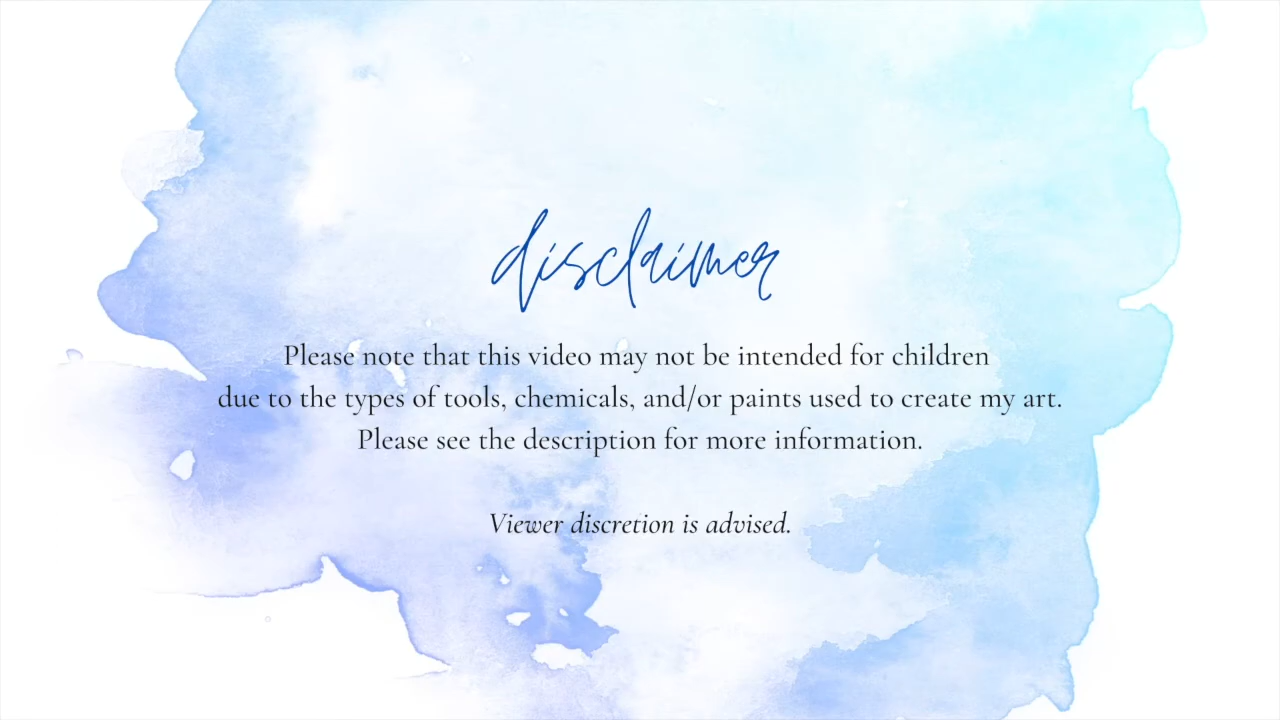 disclaimer
Please note that this video may not be intended for children
due to the types of tools, chemicals, and/or paints used to create my art.
Please see the description for more information.
Viewer discretion is advised.